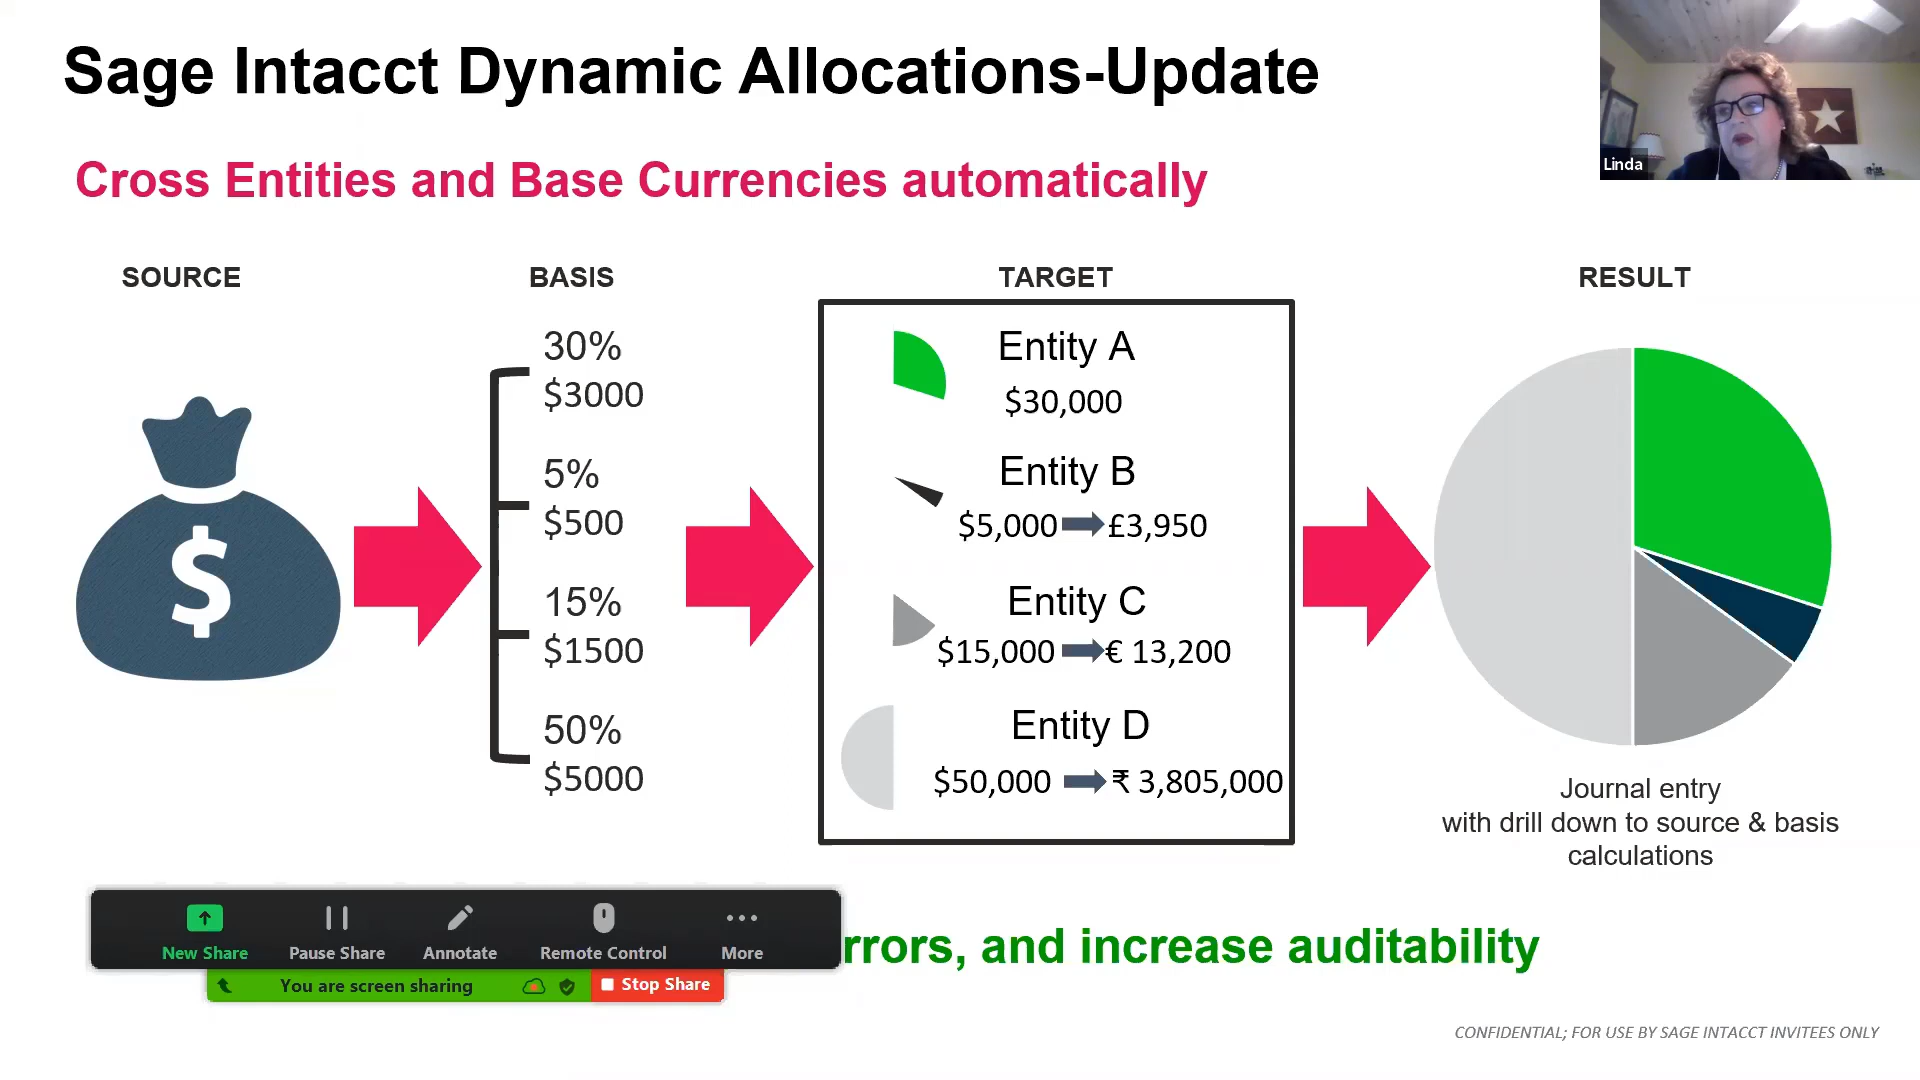 Sage Intacct Dynamic Allocations-Update
Linda
Cross Entities and Base Currencies automatically
SOURCE
BASIS
TARGET
RESULT
$
30%
$3000
5%
$500
15%
$1500
50%
$5000
Entity A
$30,000
Entity B
$5,000 £3,950
Entity C
$15,000 € 13,200
Entity D
$50,000 ₹ 3,805,000
Journal entry
with drill down to source & basis
calculations
New Share
Pause Share
Annotate
Remote Control
More
rrors, and increase auditability
You are screen sharing
Stop Share
CONFIDENTIAL; FOR USE BY SAGE INTACCT INVITEES ONLY